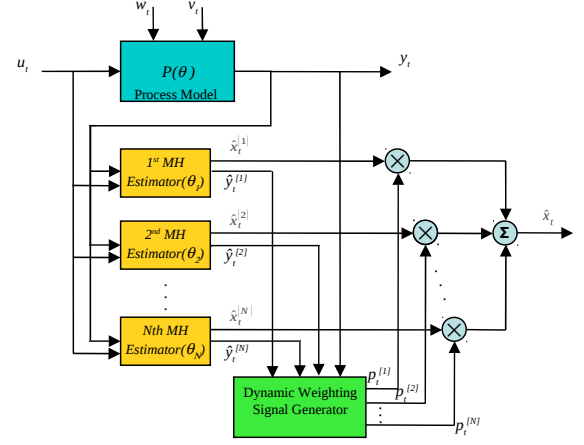 w_t v_t
u_t
P(θ)
Process Model
y_t
1st MH
Estimator(θ_1)
x̂_t^[1]
ŷ_t^[1]
×
2nd MH
Estimator(θ_2)
x̂_t^[2]
ŷ_t^[2]
×
Σ
x̂_t
Nth MH
Estimator(θ_N)
x̂_t^[N]
ŷ_t^[N]
×
Dynamic Weighting
Signal Generator
p_t^[1]
p_t^[2]
p_t^[N]